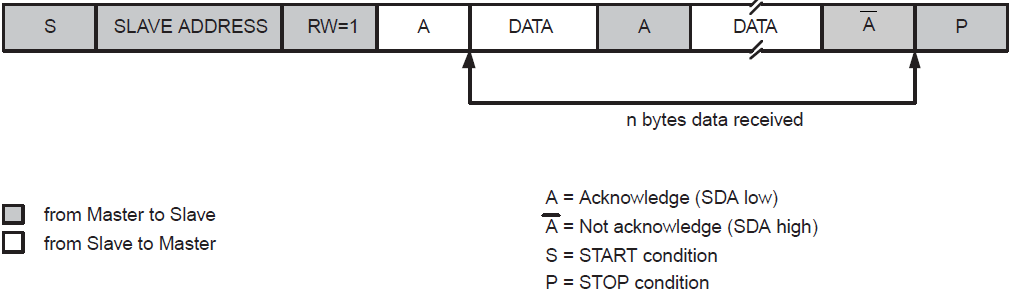 S SLAVE ADDRESS RW=1 A DATA A DATA A̅ P
n bytes data received
from Master to Slave
from Slave to Master
A = Acknowledge (SDA low)
A̅ = Not acknowledge (SDA high)
S = START condition
P = STOP condition